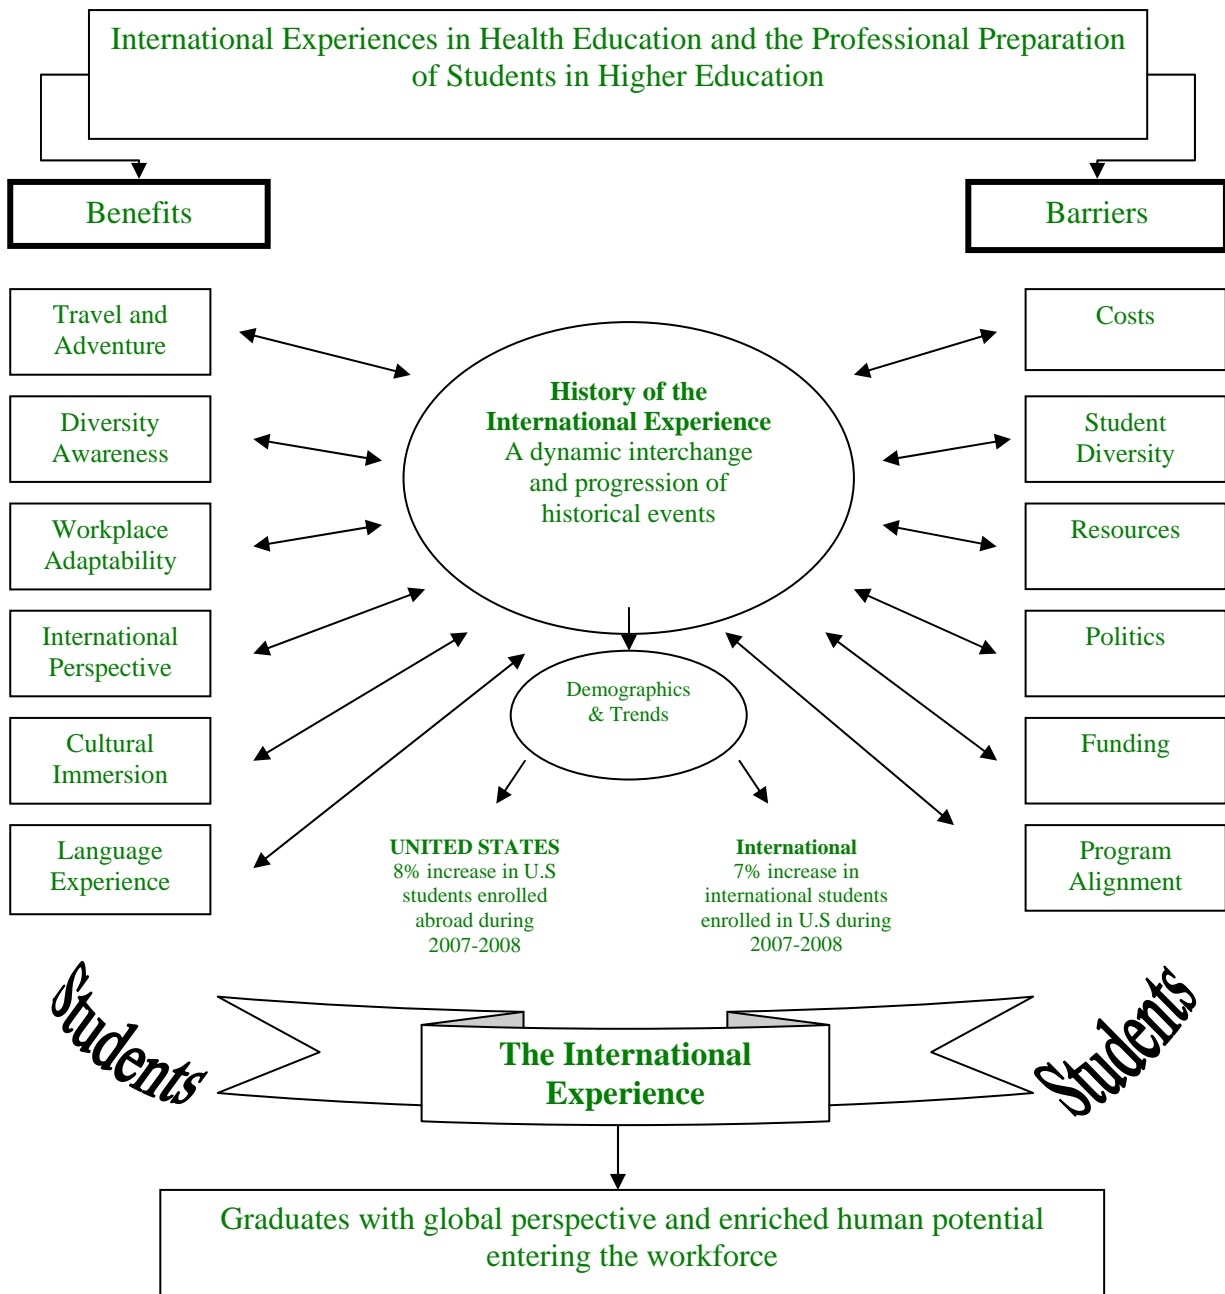 International Experiences in Health Education and the Professional Preparation
of Students in Higher Education
Benefits
Barriers
Travel and
Adventure
Diversity
Awareness
Workplace
Adaptability
International
Perspective
Cultural
Immersion
Language
Experience
History of the
International Experience
A dynamic interchange
and progression of
historical events
Demographics
& Trends
UNITED STATES
8% increase in U.S
students enrolled
abroad during
2007-2008
International
7% increase in
international students
enrolled in U.S during
2007-2008
Costs
Student
Diversity
Resources
Politics
Funding
Program
Alignment
Students
The International
Experience
Students
Graduates with global perspective and enriched human potential
entering the workforce